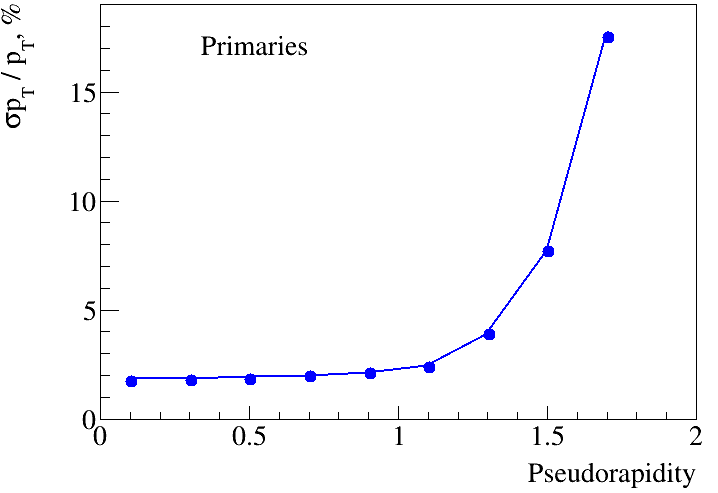 σp_T / p_T, %
Primaries
15
10
5
0
0 0.5 1 1.5 2
Pseudorapidity